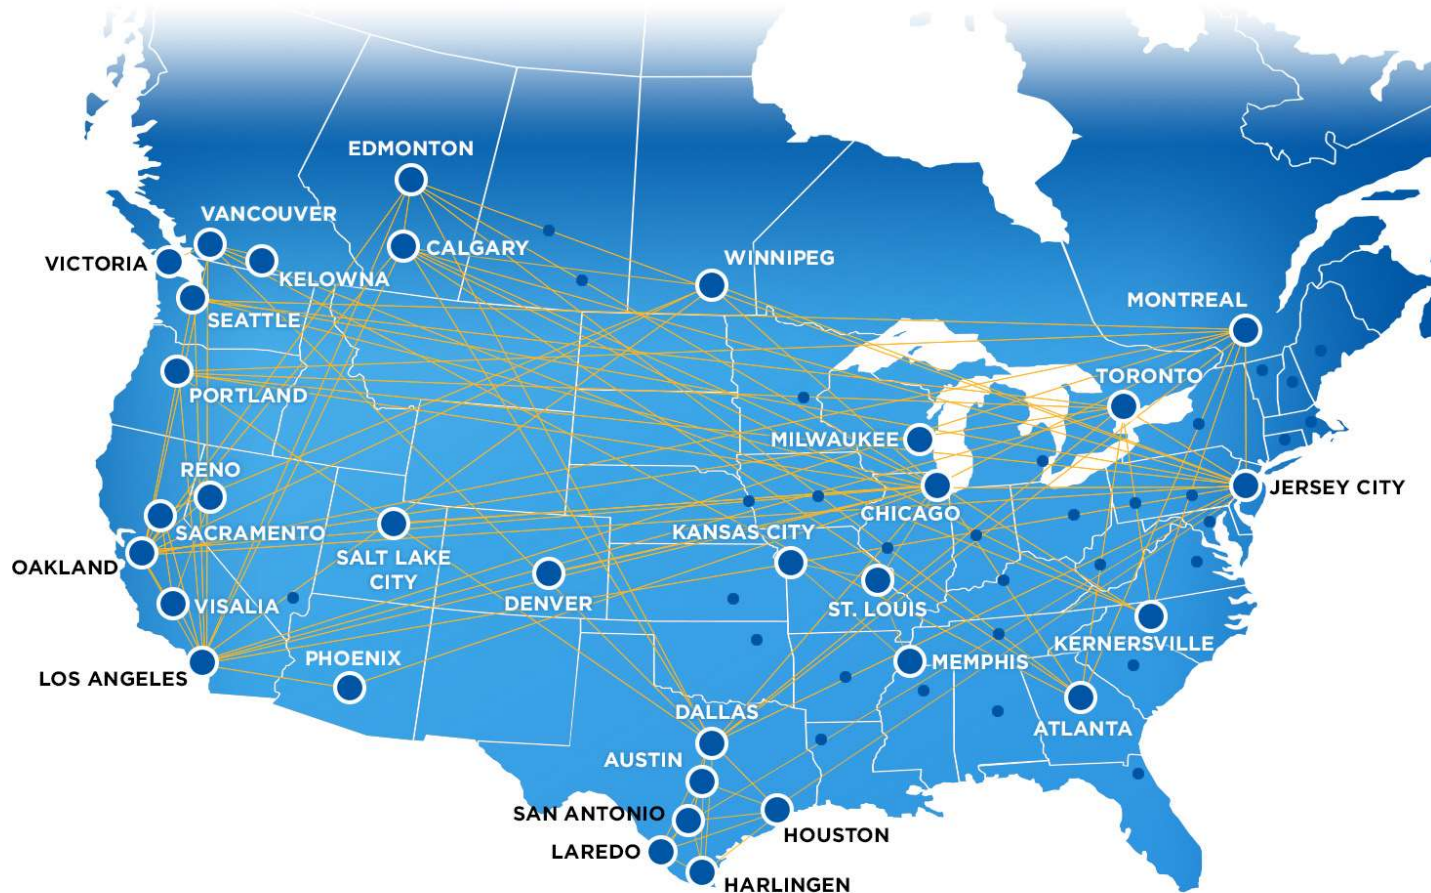 EDMONTON
VANCOUVER
CALGARY
WINNIPEG
VICTORIA
KELOWNA
MONTREAL
SEATTLE
TORONTO
PORTLAND
MILWAUKEE
RENO
JERSEY CITY
CHICAGO
SACRAMENTO
KANSAS CITY
SALT LAKE
CITY
OAKLAND
DENVER
VISALIA
ST. LOUIS
KERNERSVILLE
PHOENIX
MEMPHIS
LOS ANGELES
DALLAS
ATLANTA
AUSTIN
SAN ANTONIO
HOUSTON
LAREDO
HARLINGEN